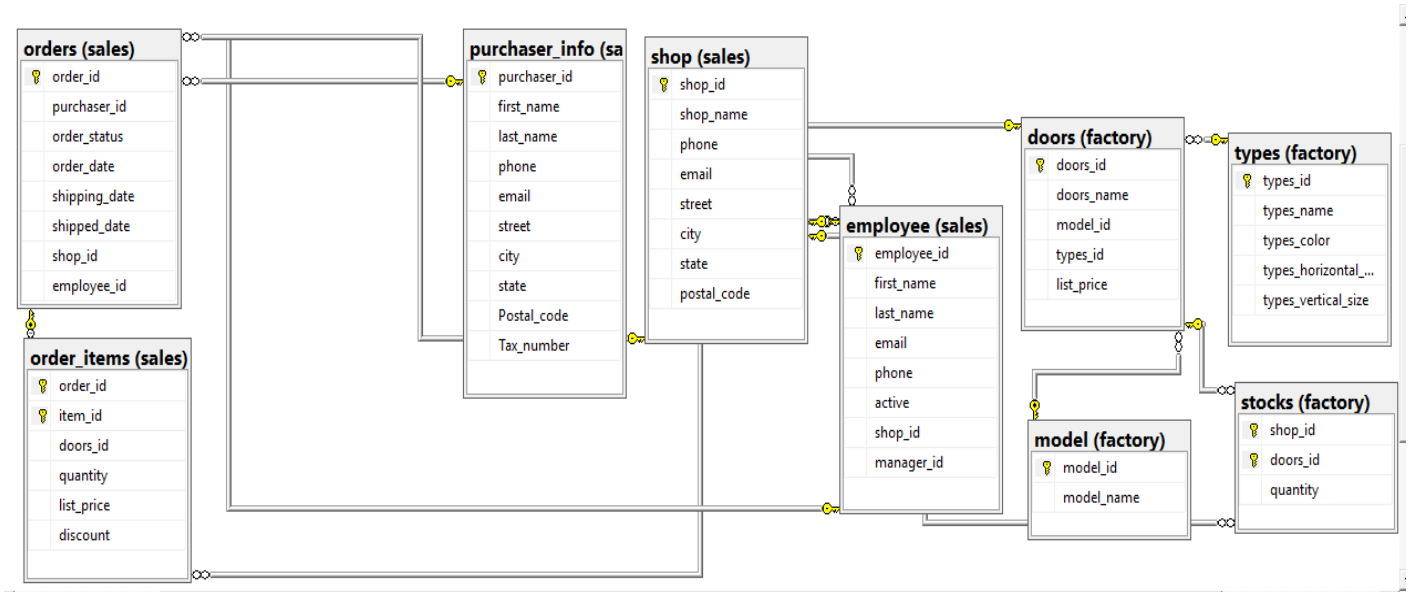 orders (sales)
order_id
purchaser_id
order_status
order_date
shipping_date
shipped_date
shop_id
employee_id
order_items (sales)
order_id
item_id
doors_id
quantity
list_price
discount
purchaser_info (sa
purchaser_id
first_name
last_name
phone
email
street
city
state
Postal_code
Tax_number
shop (sales)
shop_id
shop_name
phone
email
street
city
state
postal_code
employee (sales)
employee_id
first_name
last_name
email
phone
active
shop_id
manager_id
doors (factory)
doors_id
doors_name
model_id
types_id
list_price
model (factory)
model_id
model_name
types (factory)
types_id
types_name
types_color
types_horizontal_...
types_vertical_size
stocks (factory)
shop_id
doors_id
quantity